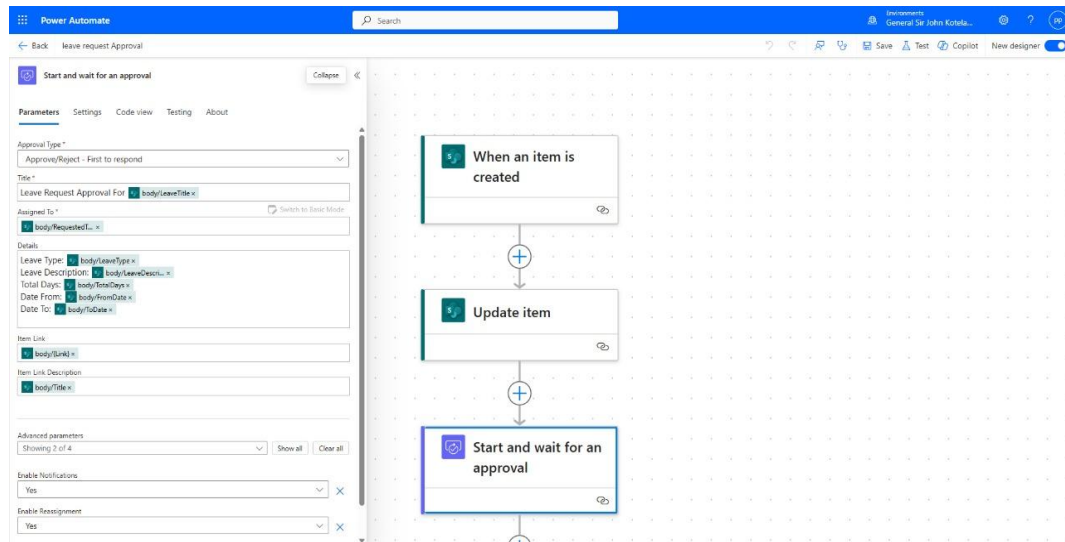 Power Automate
Search
Environments
General Sir John Kotela...
?
PP
Back
leave request Approval
Save
Test
Copilot
New designer
Start and wait for an approval
Collapse
Parameters
Settings
Code view
Testing
About
Approval Type *
Approve/Reject - First to respond
Title *
Leave Request Approval For body/LeaveTitle ×
Assigned To *
Switch to Basic Mode
body/RequestedT... ×
Details
Leave Type: body/LeaveType ×
Leave Description: body/LeaveDescri... ×
Total Days: body/TotalDays ×
Date From: body/FromDate ×
Date To: body/ToDate ×
Item Link
body/{Link} ×
Item Link Description
body/Title ×
Advanced parameters
Showing 2 of 4
Show all
Clear all
Enable Notifications
Yes
Enable Reassignment
Yes
When an item is
created
Update item
Start and wait for an
approval